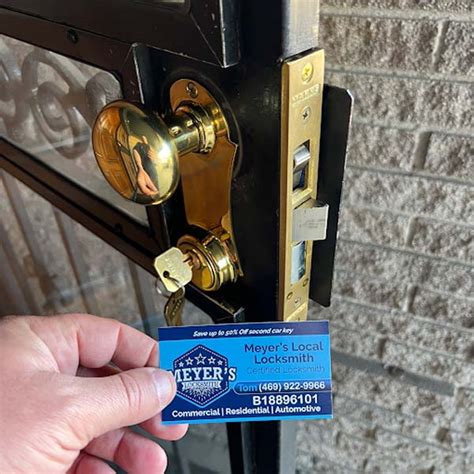 Save up to 50% Off second car key
Meyer's Local
Locksmith
Certified Locksmith
MEYER'S
LOCKSMITH
Tom (469) 922-9966
B18896101
Commercial | Residential | Automotive